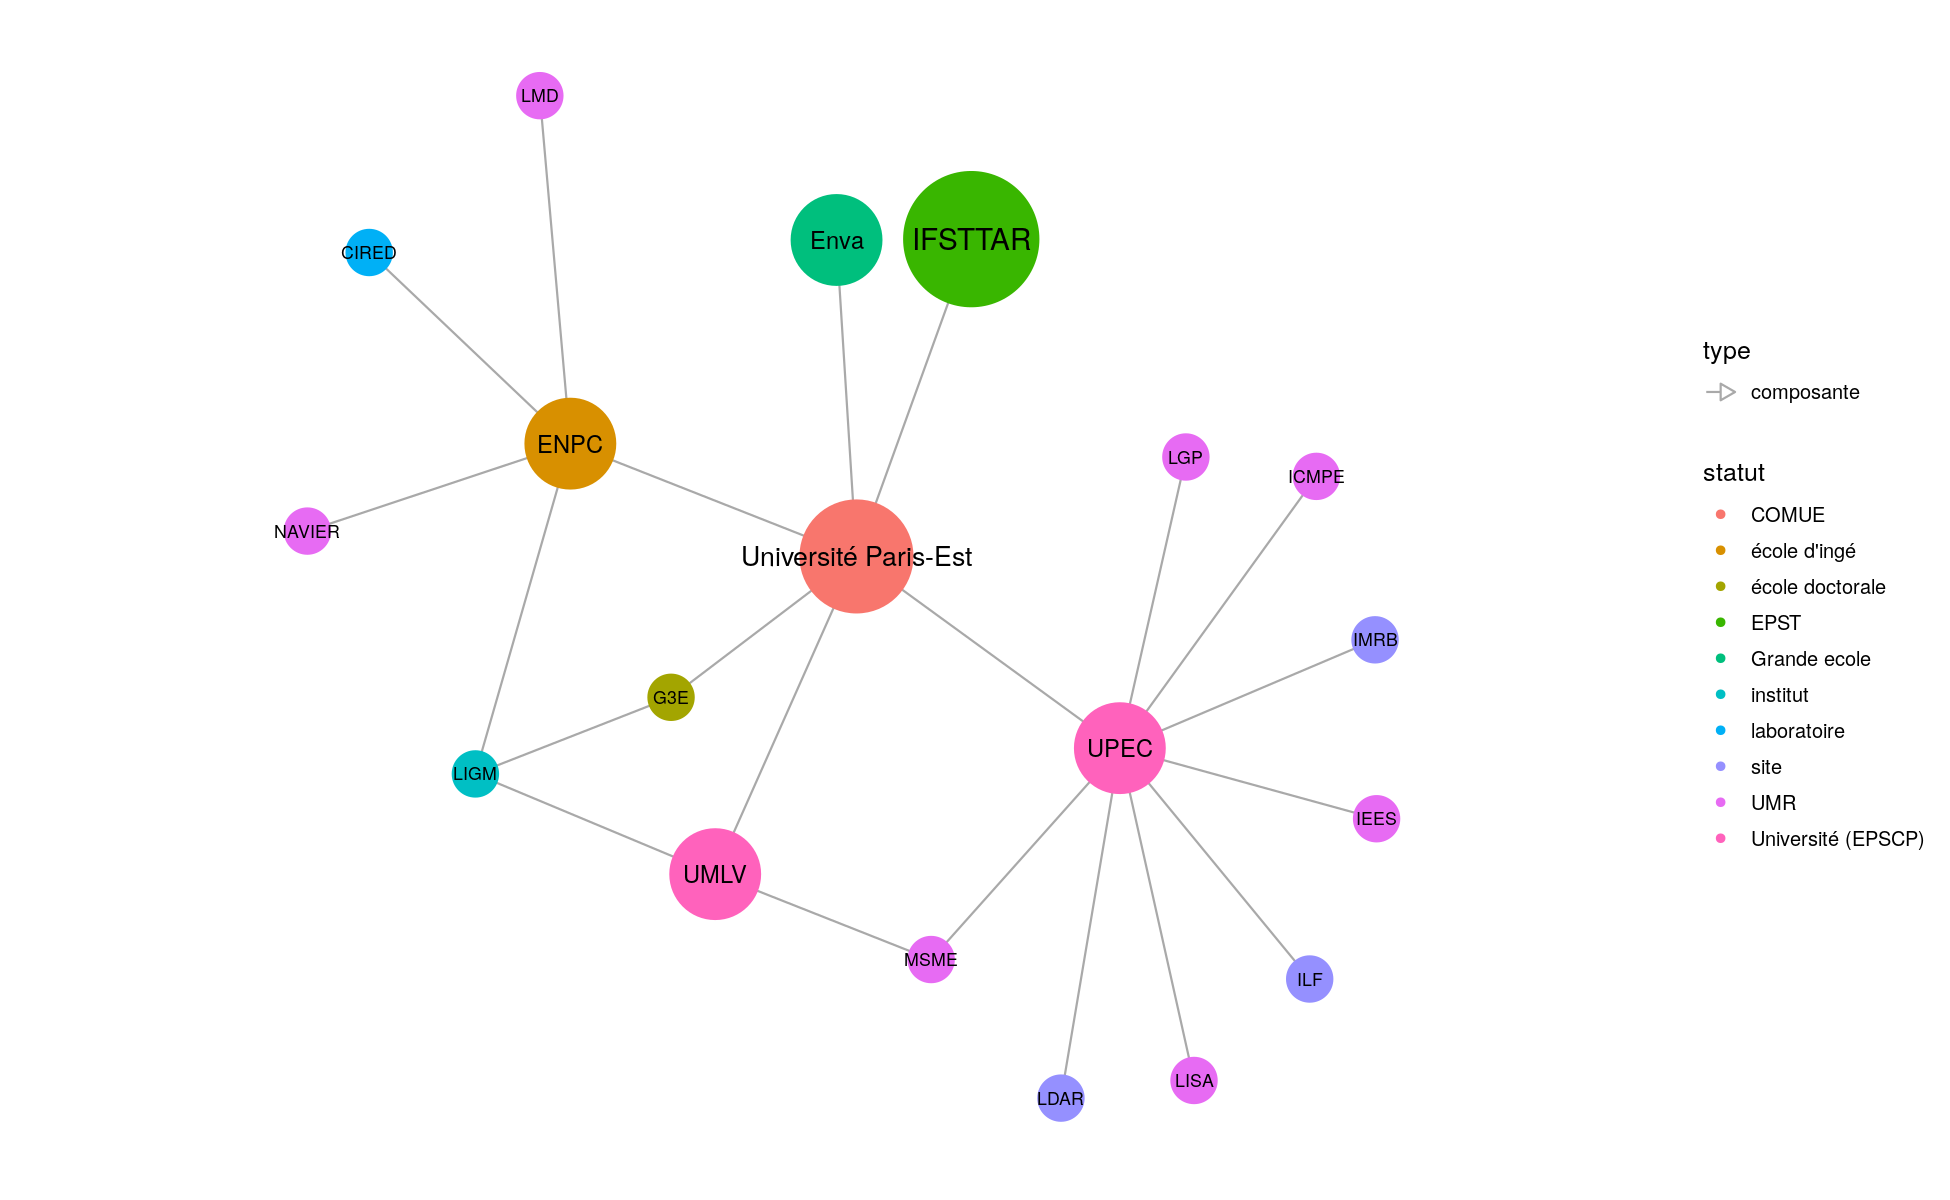 LMD
Enva
IFSTTAR
CIRED
ENPC
LGP
ICMPE
NAVIER
Université Paris-Est
IMRB
G3E
UPEC
LIGM
IEES
UMLV
MSME
ILF
LISA
LDAR
type
composante
statut
COMUE
école d'ingé
école doctorale
EPST
Grande ecole
institut
laboratoire
site
UMR
Université (EPSCP)